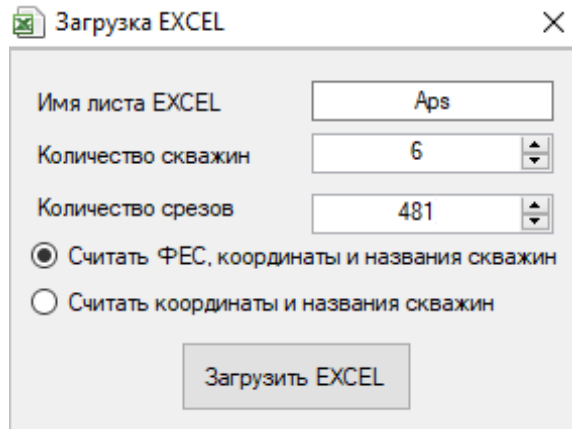 Загрузка EXCEL
Имя листа EXCEL Aps
Количество скважин 6
Количество срезов 481
Считать ФЕС, координаты и названия скважин
Считать координаты и названия скважин
Загрузить EXCEL